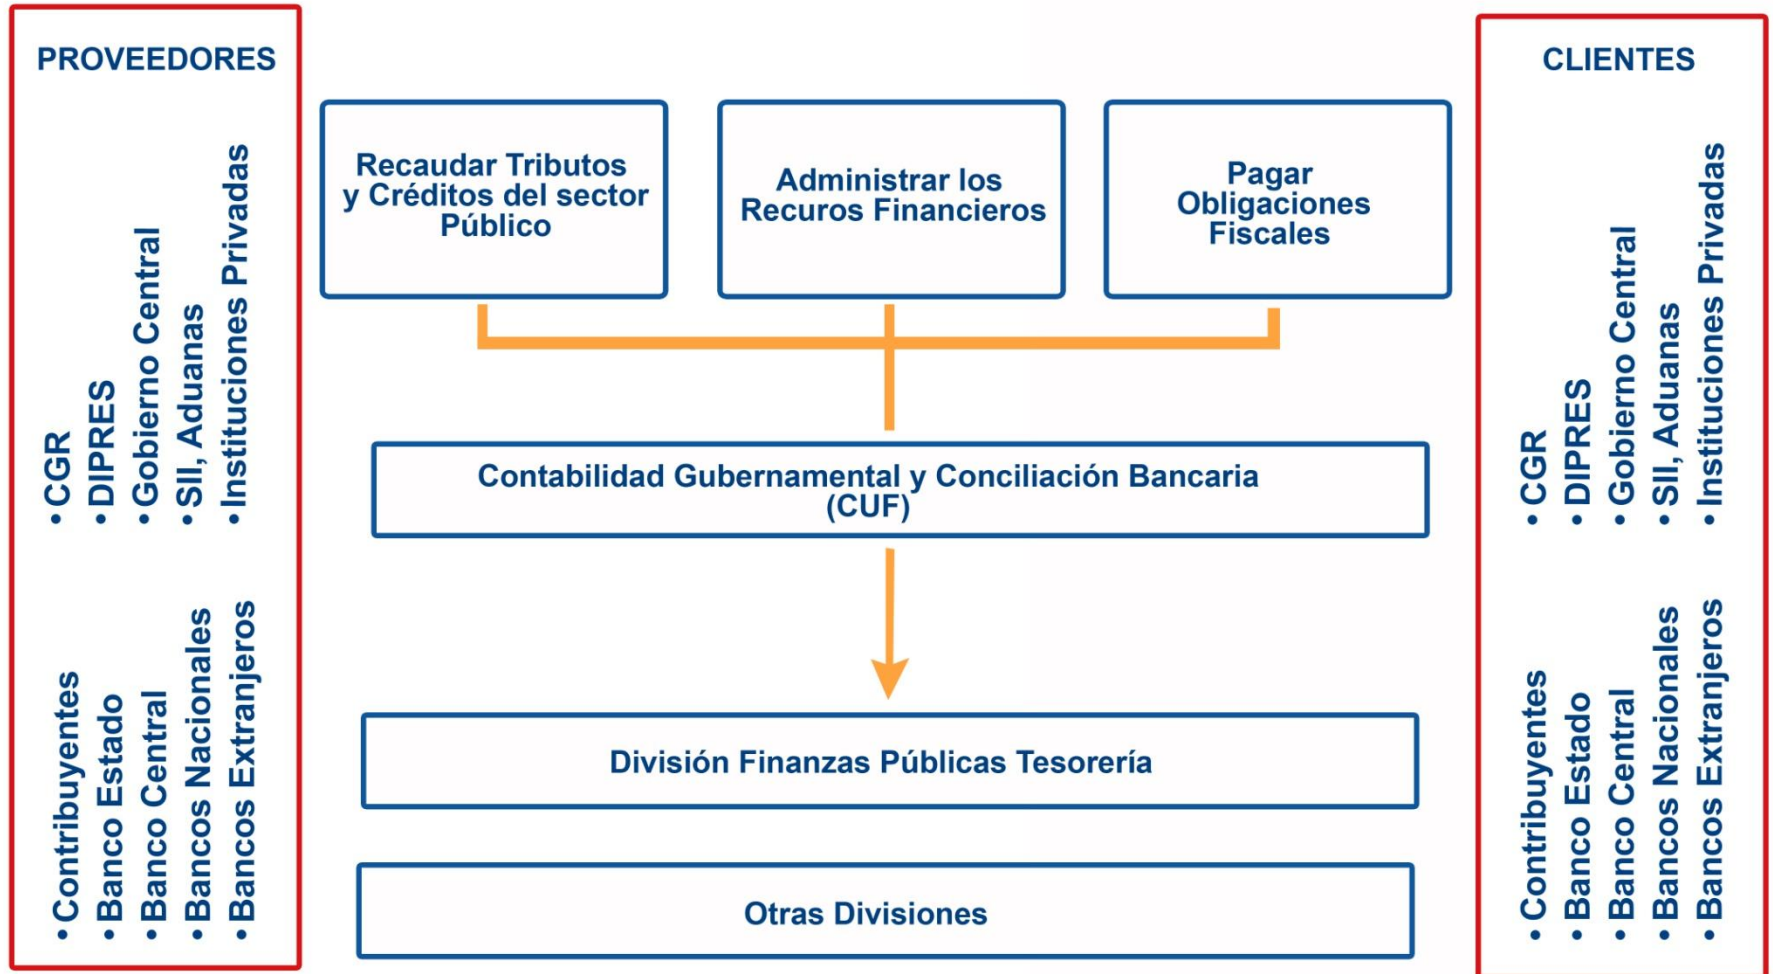 PROVEEDORES
• CGR
• DIPRES
• Gobierno Central
• SII, Aduanas
• Instituciones Privadas
• Contribuyentes
• Banco Estado
• Banco Central
• Bancos Nacionales
• Bancos Extranjeros
Recaudar Tributos
y Créditos del sector
Público
Administrar los
Recuros Financieros
Pagar
Obligaciones
Fiscales
Contabilidad Gubernamental y Conciliación Bancaria
(CUF)
División Finanzas Públicas Tesorería
Otras Divisiones
CLIENTES
• CGR
• DIPRES
• Gobierno Central
• SII, Aduanas
• Instituciones Privadas
• Contribuyentes
• Banco Estado
• Banco Central
• Bancos Nacionales
• Bancos Extranjeros